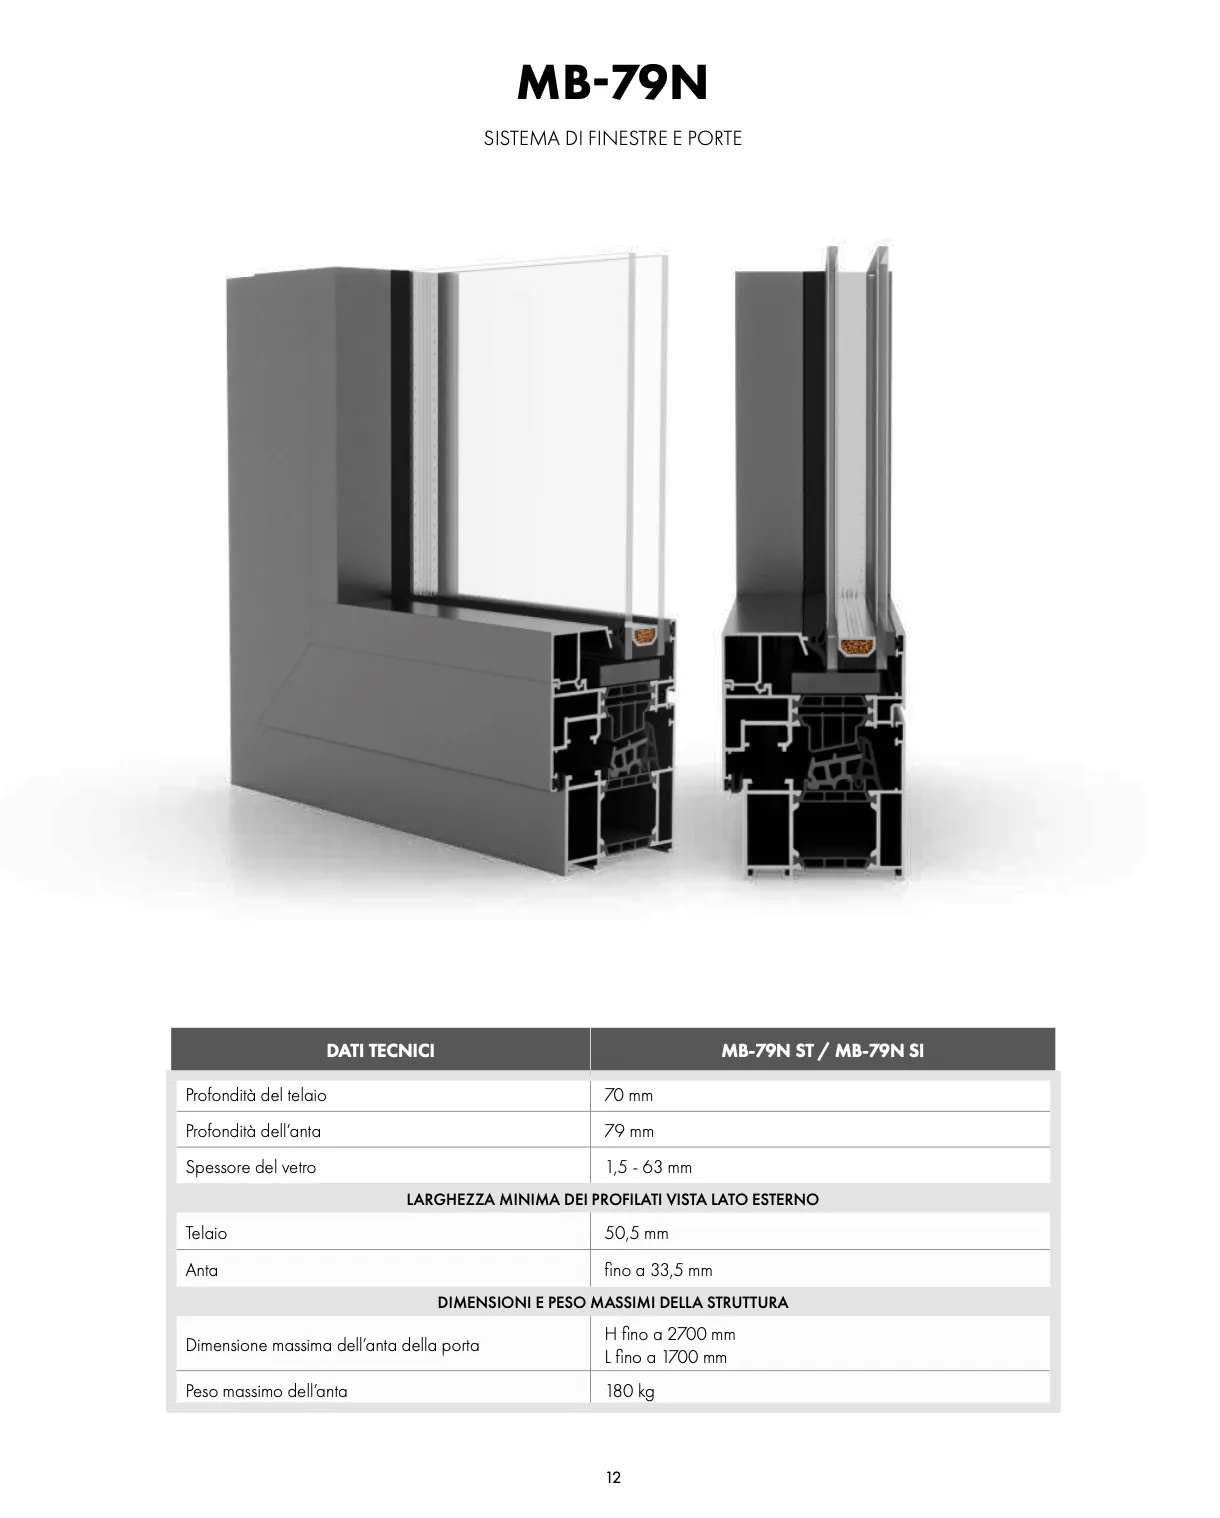 MB-79N
SISTEMA DI FINESTRE E PORTE
DATI TECNICI MB-79N ST / MB-79N SI
Profondità del telaio 70 mm
Profondità dell'anta 79 mm
Spessore del vetro 1,5 - 63 mm
LARGHEZZA MINIMA DEI PROFILATI VISTA LATO ESTERNO
Telaio 50,5 mm
Anta fino a 33,5 mm
DIMENSIONI E PESO MASSIMI DELLA STRUTTURA
Dimensione massima dell'anta della porta H fino a 2700 mm
L fino a 1700 mm
Peso massimo dell'anta 180 kg
12